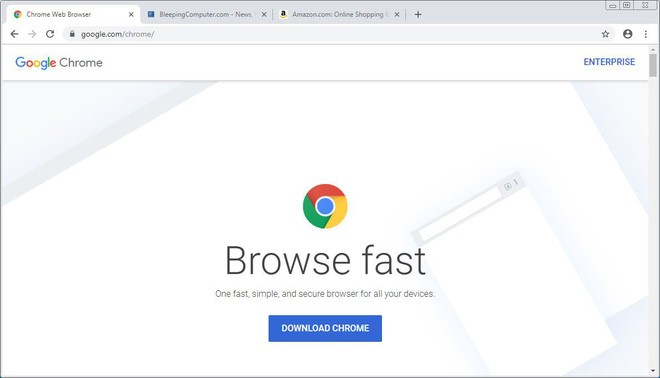 Chrome Web Browser
BleepingComputer.com - News,
Amazon.com: Online Shopping
google.com/chrome/
Google Chrome
ENTERPRISE
Browse fast
One fast, simple, and secure browser for all your devices.
DOWNLOAD CHROME